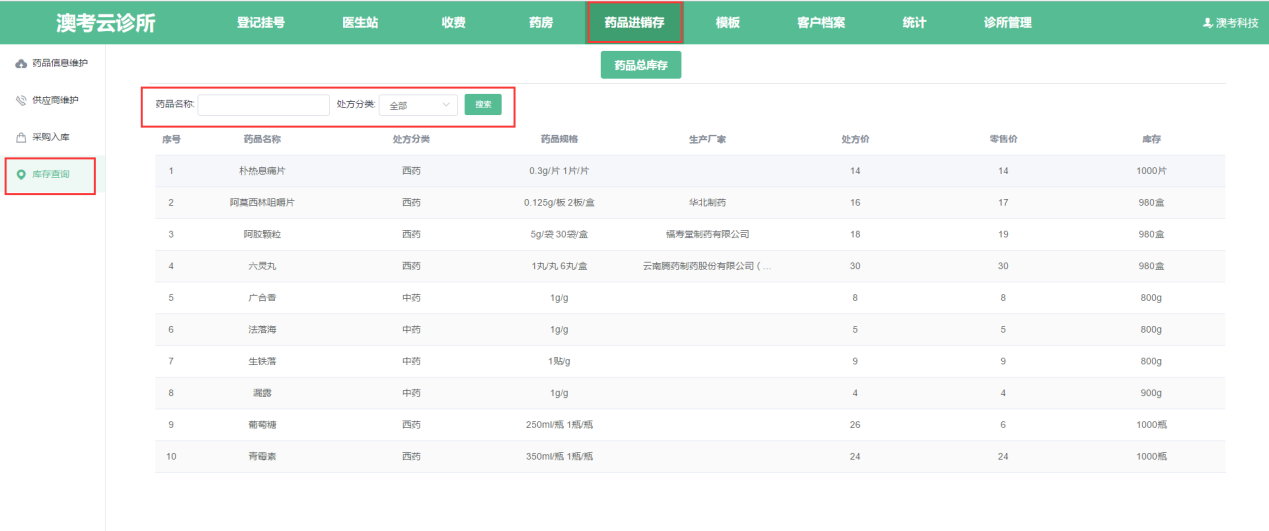 澳考云诊所 登记挂号 医生站 收费 药房 药品进销存 模板 客户档案 统计 诊所管理 澳考科技
药品信息维护
供应商维护
采购入库
库存查询
药品总库存
药品名称: 处方分类: 全部 搜索
序号 药品名称 处方分类 药品规格 生产厂家 处方价 零售价 库存
1 朴热息痛片 西药 0.3g/片 1片/片 14 14 1000片
2 阿莫西林咀嚼片 西药 0.125g/板 2板/盒 华北制药 16 17 980盒
3 阿胶颗粒 西药 5g/袋 30袋/盒 福寿堂制药有限公司 18 19 980盒
4 六灵丸 西药 1丸/丸 6丸/盒 云南腾药制药股份有限公司 ( ... 30 30 980盒
5 广合香 中药 1g/g 8 8 800g
6 法落海 中药 1g/g 5 5 800g
7 生铁落 中药 1贴/g 9 9 800g
8 漏露 中药 1g/g 4 4 900g
9 葡萄糖 西药 250ml/瓶 1瓶/瓶 26 6 1000瓶
10 青霉素 西药 350ml/瓶 1瓶/瓶 24 24 1000瓶